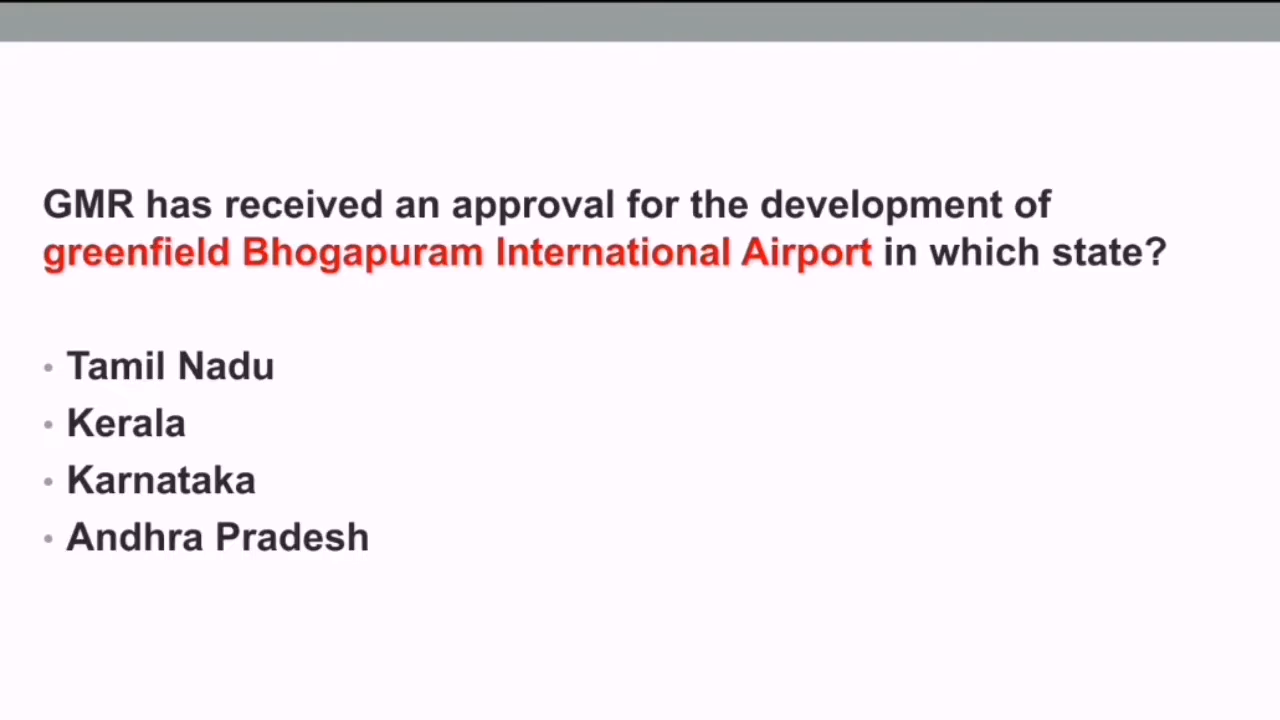 GMR has received an approval for the development of
greenfield Bhogapuram International Airport in which state?
• Tamil Nadu
• Kerala
• Karnataka
• Andhra Pradesh